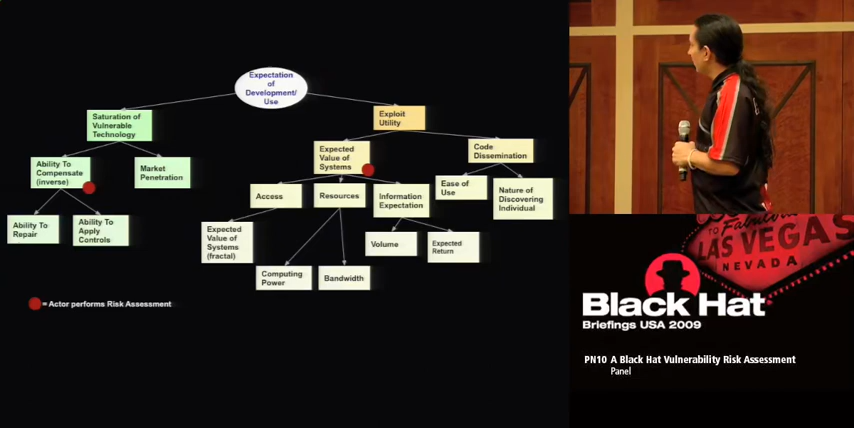 Expectation
of
Development/
Use
Saturation of
Vulnerable
Technology
Exploit
Utility
Ability To
Compensate
(inverse)
Market
Penetration
Expected
Value of
Systems
Code
Dissemination
Ability To
Repair
Ability To
Apply
Controls
Access
Resources
Information
Expectation
Ease of
Use
Nature of
Discovering
Individual
Expected
Value of
Systems
(fractal)
Computing
Power
Bandwidth
Volume
Expected
Return
= Actor performs Risk Assessment
TO Fabulous
LAS VEGAS
NEVADA
Black Hat
Briefings USA 2009
PN10 A Black Hat Vulnerability Risk Assessment
Panel